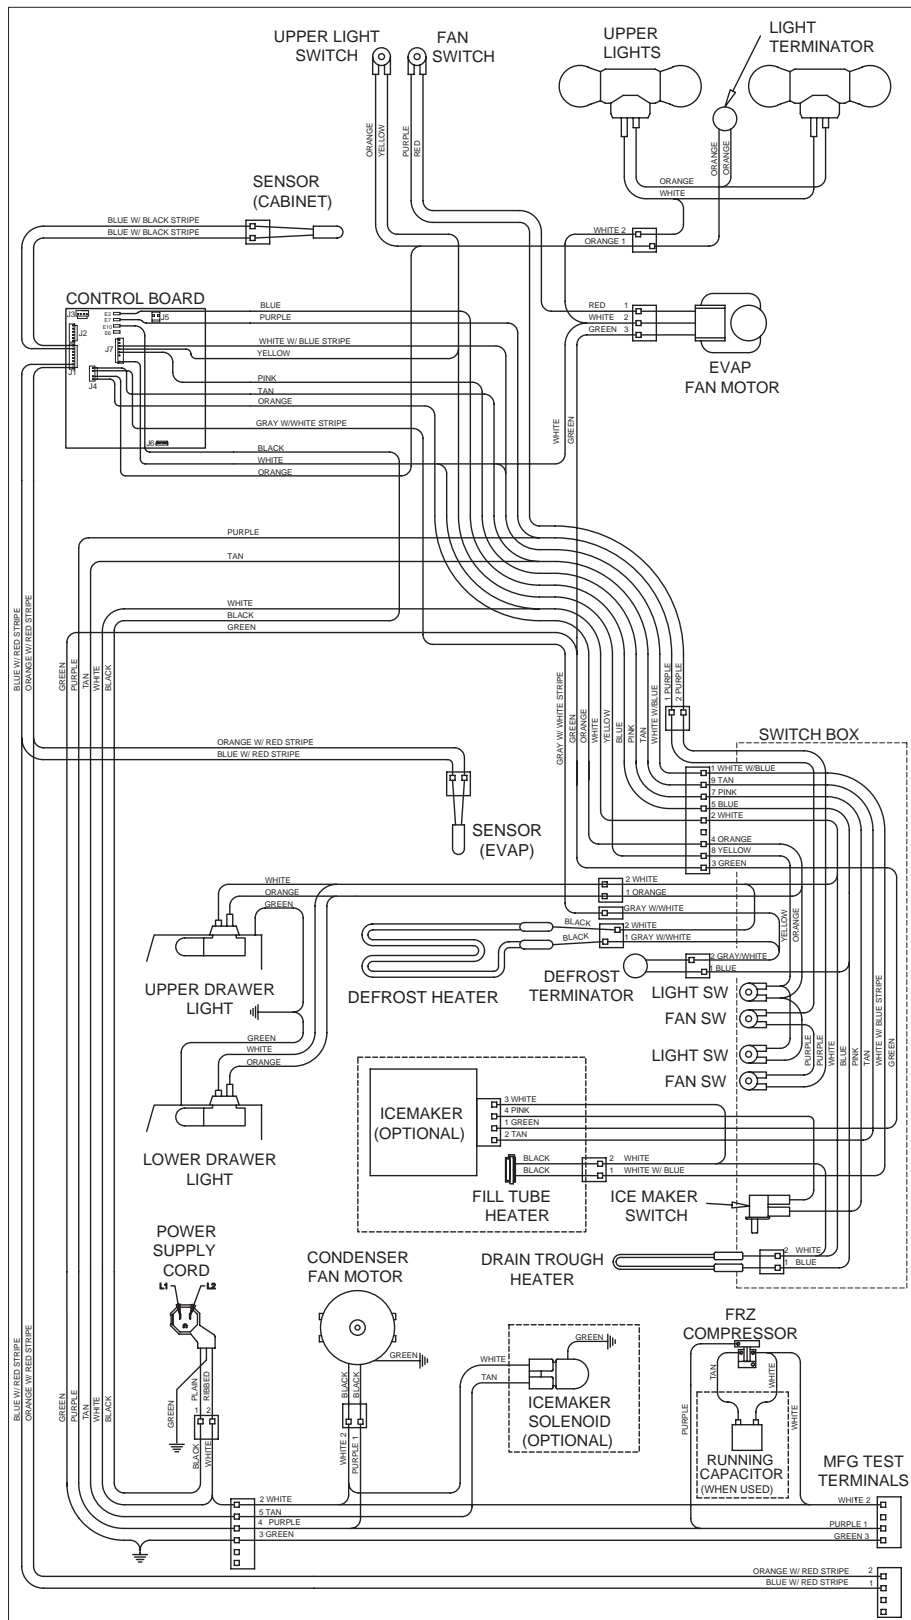 UPPER LIGHT
SWITCH
FAN
SWITCH
UPPER
LIGHTS
LIGHT
TERMINATOR
ORANGE
YELLOW
PURPLE
RED
ORANGE
ORANGE
ORANGE
WHITE
SENSOR
(CABINET)
BLUE W/ BLACK STRIPE
BLUE W/ BLACK STRIPE
WHITE 2
ORANGE 1
CONTROL BOARD
J3
E2
E7
E10
E6
J5
J2
J7
J1
J4
J6
BLUE
PURPLE
WHITE W/ BLUE STRIPE
YELLOW
PINK
TAN
ORANGE
GRAY W/WHITE STRIPE
BLACK
WHITE
ORANGE
RED 1
WHITE 2
GREEN 3
EVAP
FAN MOTOR
WHITE
GREEN
PURPLE
TAN
WHITE
BLACK
GREEN
BLUE W/ RED STRIPE
ORANGE W/ RED STRIPE
GREEN
PURPLE
TAN
WHITE
BLACK
GRAY W/ WHITE STRIPE
GREEN
ORANGE
WHITE
YELLOW
BLUE
PINK
TAN
WHITE W/BLUE
1 PURPLE
2 PURPLE
ORANGE W/ RED STRIPE
BLUE W/ RED STRIPE
SENSOR
(EVAP)
SWITCH BOX
1 WHITE W/BLUE
9 TAN
7 PINK
5 BLUE
2 WHITE
4 ORANGE
8 YELLOW
3 GREEN
WHITE
ORANGE
GREEN
2 WHITE
1 ORANGE
GRAY W/WHITE
BLACK
2 WHITE
BLACK
1 GRAY W/WHITE
YELLOW
ORANGE
2 GRAY/WHITE
1 BLUE
UPPER DRAWER
LIGHT
DEFROST HEATER
DEFROST
TERMINATOR
LIGHT SW
FAN SW
LIGHT SW
FAN SW
PURPLE
PURPLE
WHITE
BLUE
PINK
TAN
WHITE W/ BLUE STRIPE
GREEN
GREEN
WHITE
ORANGE
LOWER DRAWER
LIGHT
ICEMAKER
(OPTIONAL)
3 WHITE
4 PINK
1 GREEN
2 TAN
BLACK
BLACK
2 WHITE
1 WHITE W/ BLUE
FILL TUBE
HEATER
ICE MAKER
SWITCH
DRAIN TROUGH
HEATER
2 WHITE
1 BLUE
POWER
SUPPLY
CORD
L1
L2
CONDENSER
FAN MOTOR
GREEN
BLACK
BLACK
WHITE 2
PURPLE 1
GREEN
PLAIN
RIBBED
1
2
BLACK
WHITE
WHITE
TAN
GREEN
ICEMAKER
SOLENOID
(OPTIONAL)
FRZ
COMPRESSOR
TAN
WHITE
PURPLE
WHITE
RUNNING
CAPACITOR
(WHEN USED)
MFG TEST
TERMINALS
BLUE W/ RED STRIPE
ORANGE W/ RED STRIPE
GREEN
PURPLE
TAN
WHITE
BLACK
2 WHITE
5 TAN
4 PURPLE
3 GREEN
WHITE 2
PURPLE 1
GREEN 3
ORANGE W/ RED STRIPE 2
BLUE W/ RED STRIPE 1